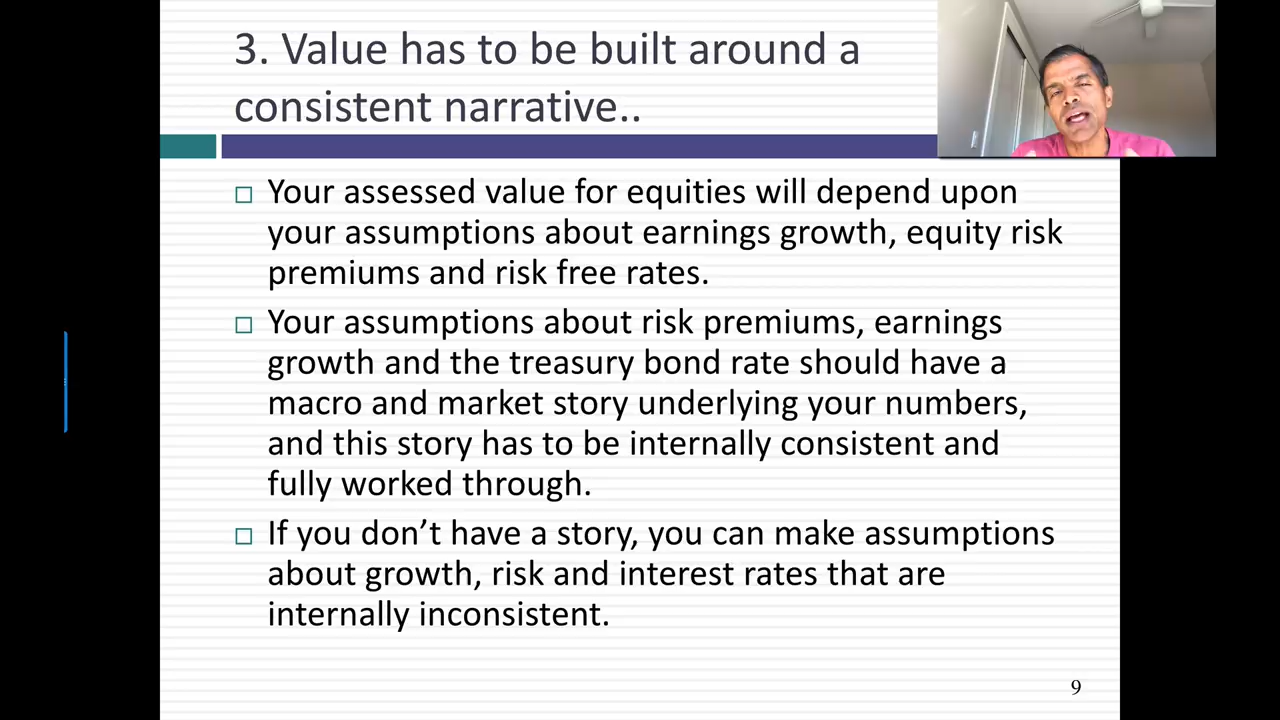 3. Value has to be built around a
consistent narrative..
□ Your assessed value for equities will depend upon
your assumptions about earnings growth, equity risk
premiums and risk free rates.
□ Your assumptions about risk premiums, earnings
growth and the treasury bond rate should have a
macro and market story underlying your numbers,
and this story has to be internally consistent and
fully worked through.
□ If you don’t have a story, you can make assumptions
about growth, risk and interest rates that are
internally inconsistent.
9